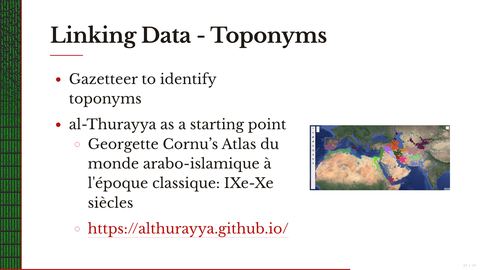 Linking Data - Toponyms
Gazetteer to identify
toponyms
al-Thurayya as a starting point
Georgette Cornu's Atlas du
monde arabo-islamique à
l'époque classique: IXe-Xe
siècles
https://althurayya.github.io/